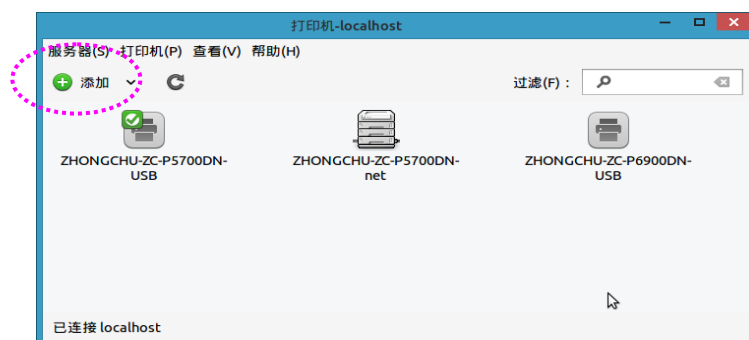 打印机-localhost
服务器(S) 打印机(P) 查看(V) 帮助(H)
添加 过滤(F)：
ZHONGCHU-ZC-P5700DN-USB
ZHONGCHU-ZC-P5700DN-net
ZHONGCHU-ZC-P6900DN-USB
已连接 localhost